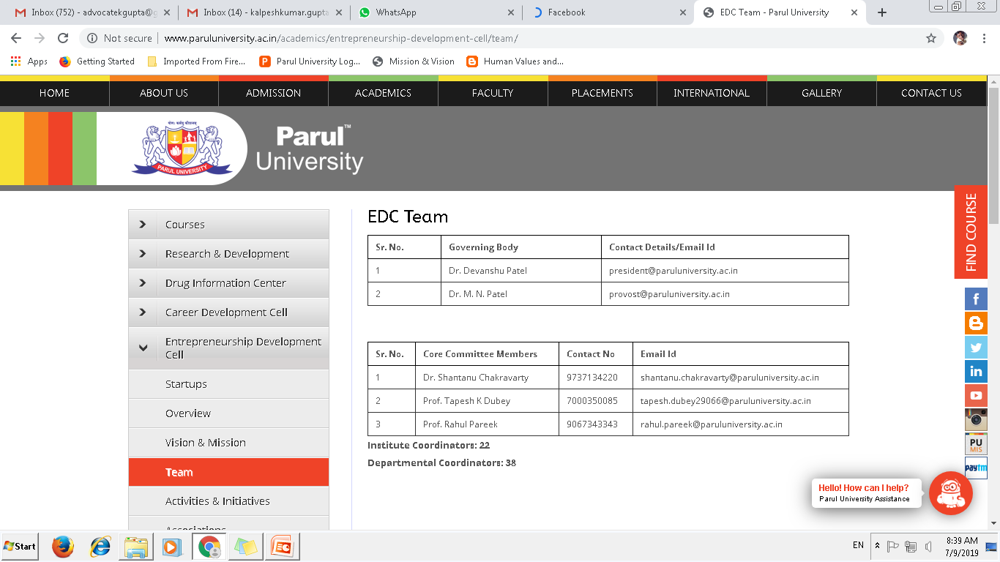 Inbox (752) - advocatekgupta@g
Inbox (14) - kalpeshkumar.gupta
WhatsApp
Facebook
EDC Team - Parul University
Not secure | www.paruluniversity.ac.in/academics/entrepreneurship-development-cell/team/
Apps Getting Started Imported From Fire... Parul University Log... Mission & Vision Human Values and...
HOME ABOUT US ADMISSION ACADEMICS FACULTY PLACEMENTS INTERNATIONAL GALLERY CONTACT US
PARUL UNIVERSITY
Parul™
University
FIND COURSE
Courses
Research & Development
Drug Information Center
Career Development Cell
Entrepreneurship Development
Cell
Startups
Overview
Vision & Mission
Team
Activities & Initiatives
Associations
EDC Team
Sr. No. Governing Body Contact Details/Email Id
1 Dr. Devanshu Patel president@paruluniversity.ac.in
2 Dr. M. N. Patel provost@paruluniversity.ac.in
Sr. No. Core Committee Members Contact No Email Id
1 Dr. Shantanu Chakravarty 9737134220 shantanu.chakravarty@paruluniversity.ac.in
2 Prof. Tapesh K Dubey 7000350085 tapesh.dubey29066@paruluniversity.ac.in
3 Prof. Rahul Pareek 9067343343 rahul.pareek@paruluniversity.ac.in
Institute Coordinators: 22
Departmental Coordinators: 38
PU
MIS
paytm
Hello! How can I help?
Parul University Assistance
Start
EN
8:39 AM
7/9/2019